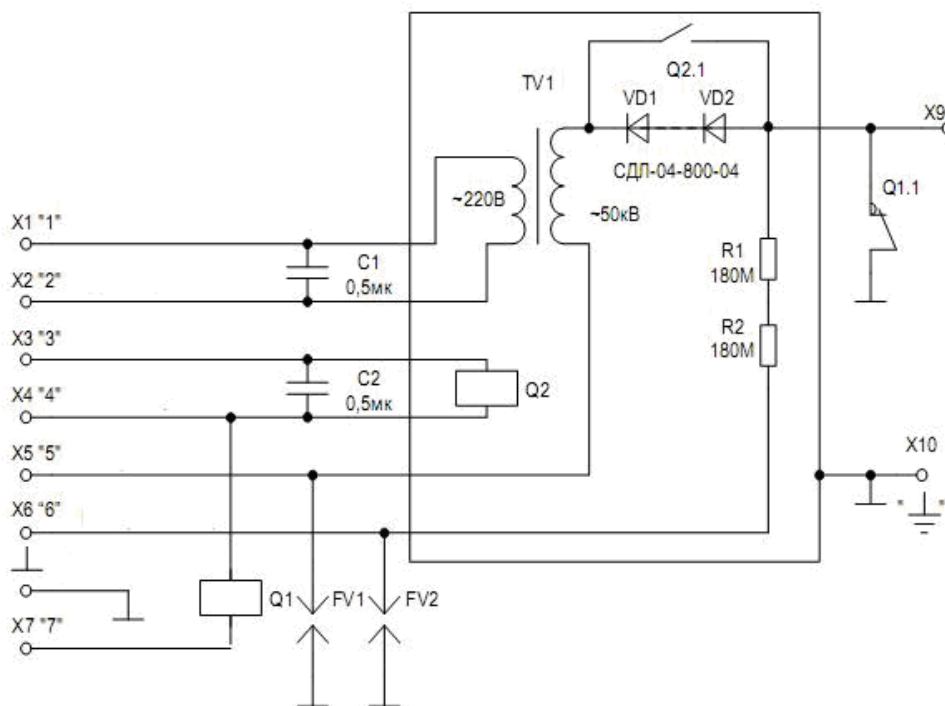 Q2.1
TV1
VD1
VD2
X9
СДЛ-04-800-04
Q1.1
~220В
~50кВ
X1 "1"
C1
0,5мк
R1
180М
X2 "2"
X3 "3"
R2
180М
C2
0,5мк
Q2
X4 "4"
X5 "5"
X10
X6 "6"
" "
Q1
FV1
FV2
X7 "7"